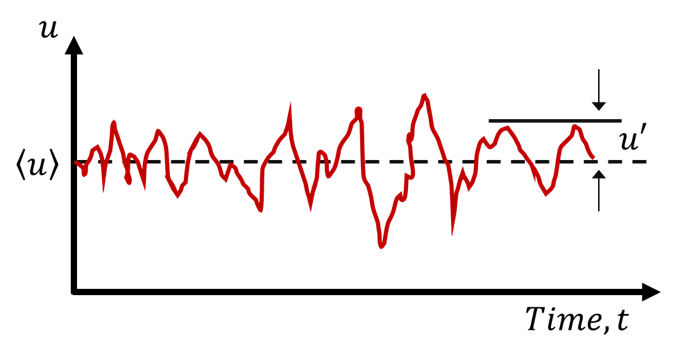 u
⟨u⟩
u′
Time, t